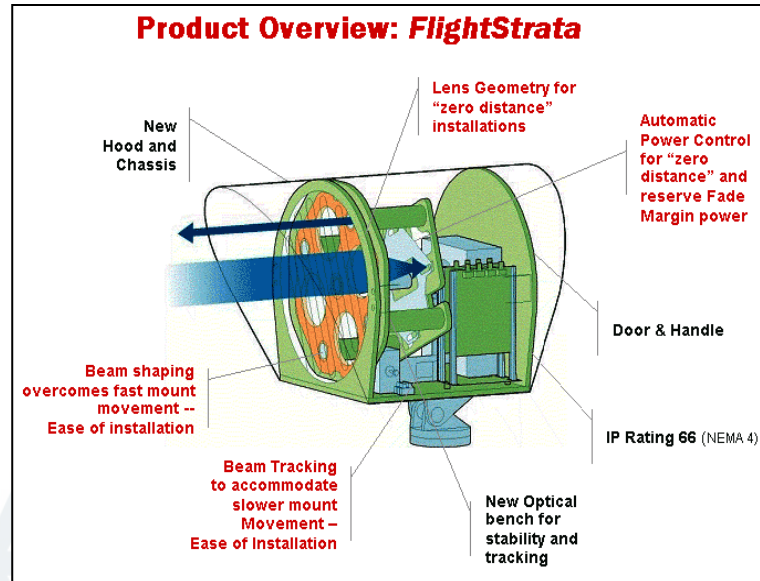 Product Overview: FlightStrata
Lens Geometry for
“zero distance”
installations
New
Hood and
Chassis
Automatic
Power Control
for “zero
distance” and
reserve Fade
Margin power
Door & Handle
Beam shaping
overcomes fast mount
movement --
Ease of installation
IP Rating 66 (NEMA 4)
Beam Tracking
to accommodate
slower mount
Movement –
Ease of Installation
New Optical
bench for
stability and
tracking